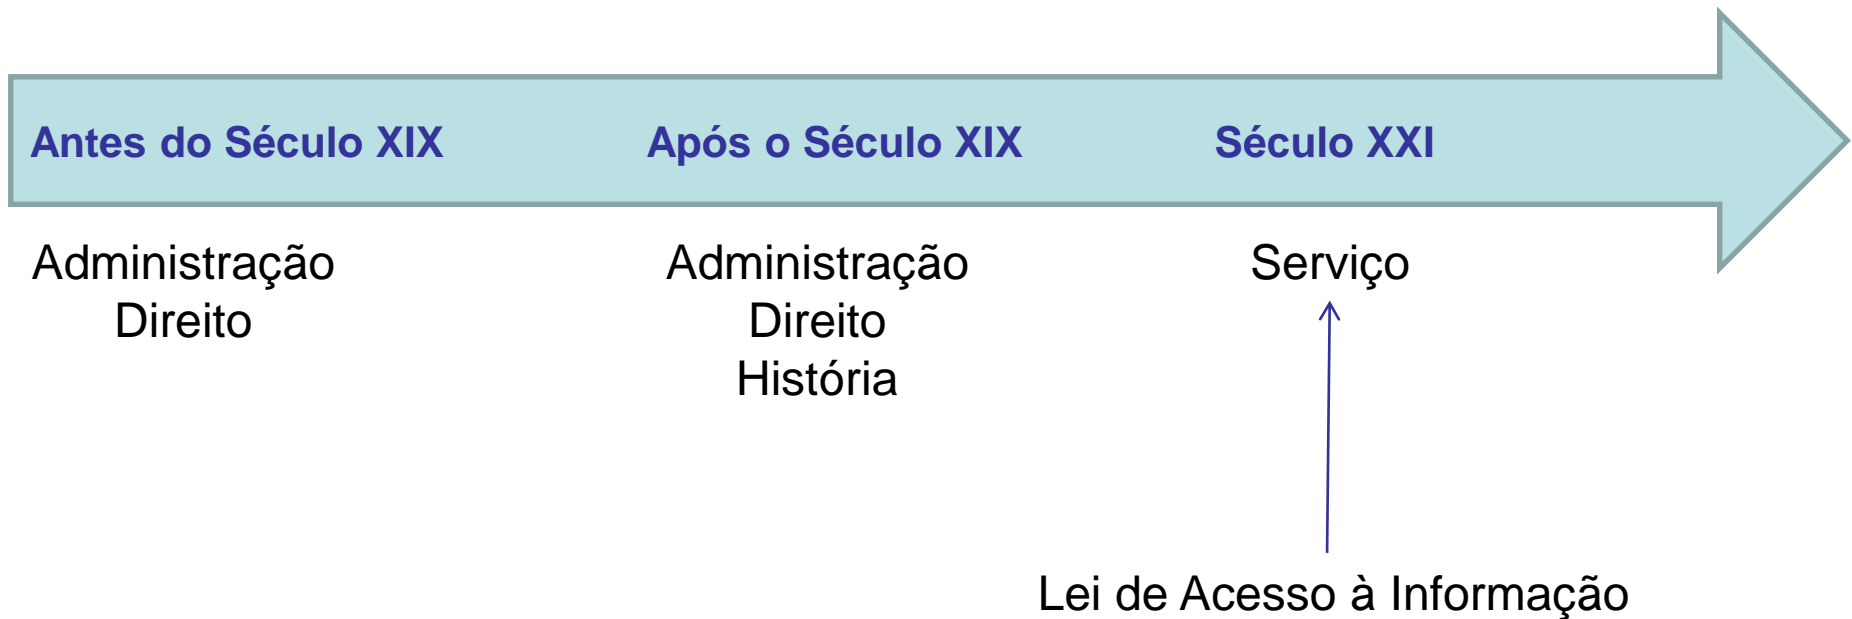 Antes do Século XIX Após o Século XIX Século XXI
Administração Administração Serviço
Direito Direito
História
Lei de Acesso à Informação